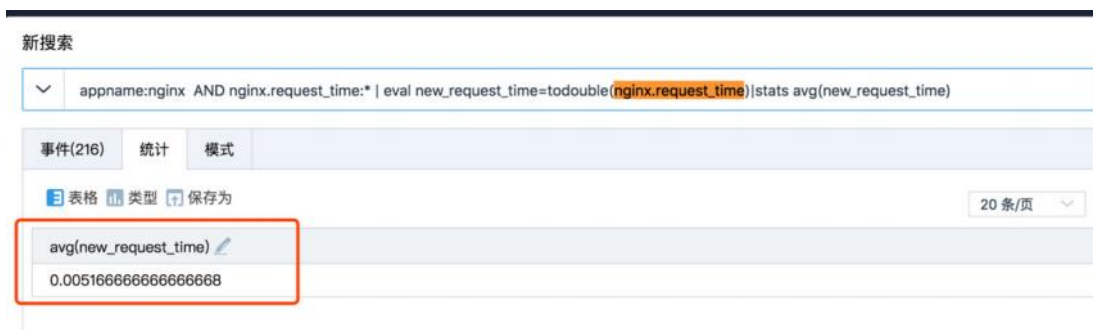 新搜索
appname:nginx AND nginx.request_time:* | eval new_request_time=todouble(nginx.request_time)|stats avg(new_request_time)
事件(216) 统计 模式
表格 类型 保存为 20 条/页
avg(new_request_time)
0.005166666666666668